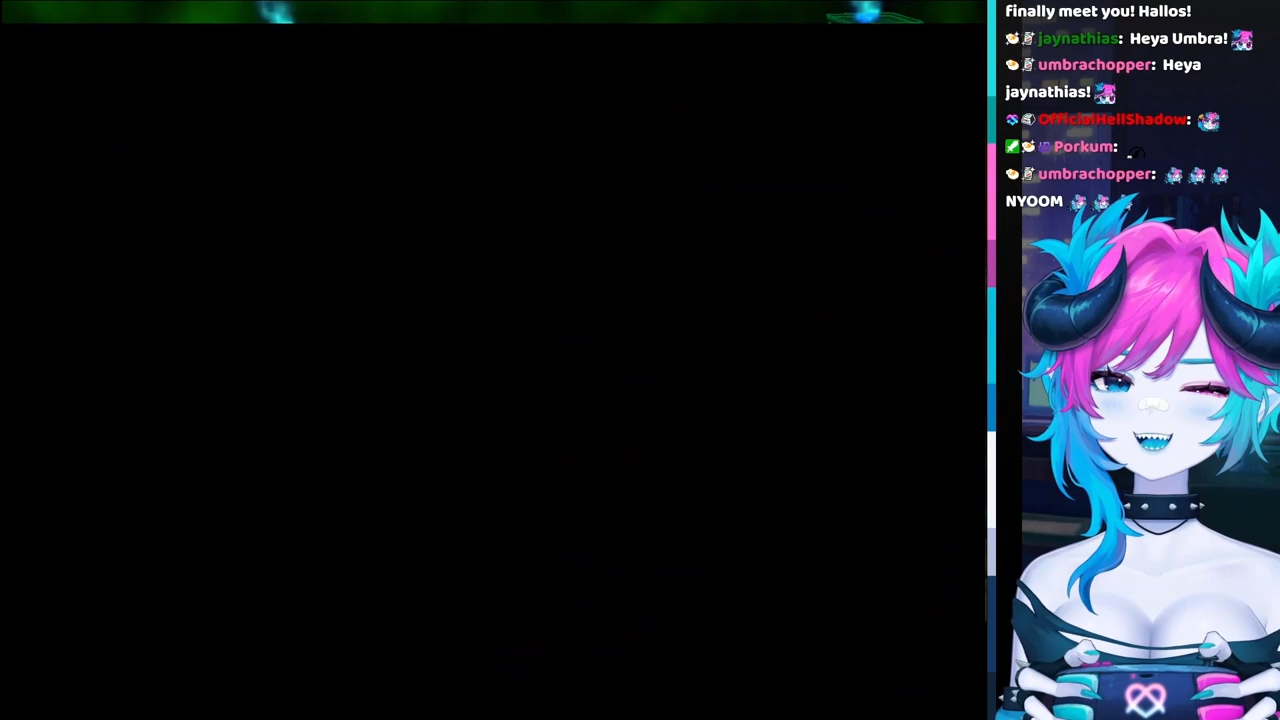 finally meet you! Hallos!
jaynathias: Heya Umbra!
umbrachopper: Heya
jaynathias!
OfficialHellShadow:
Porkum:
umbrachopper:
NYOOM